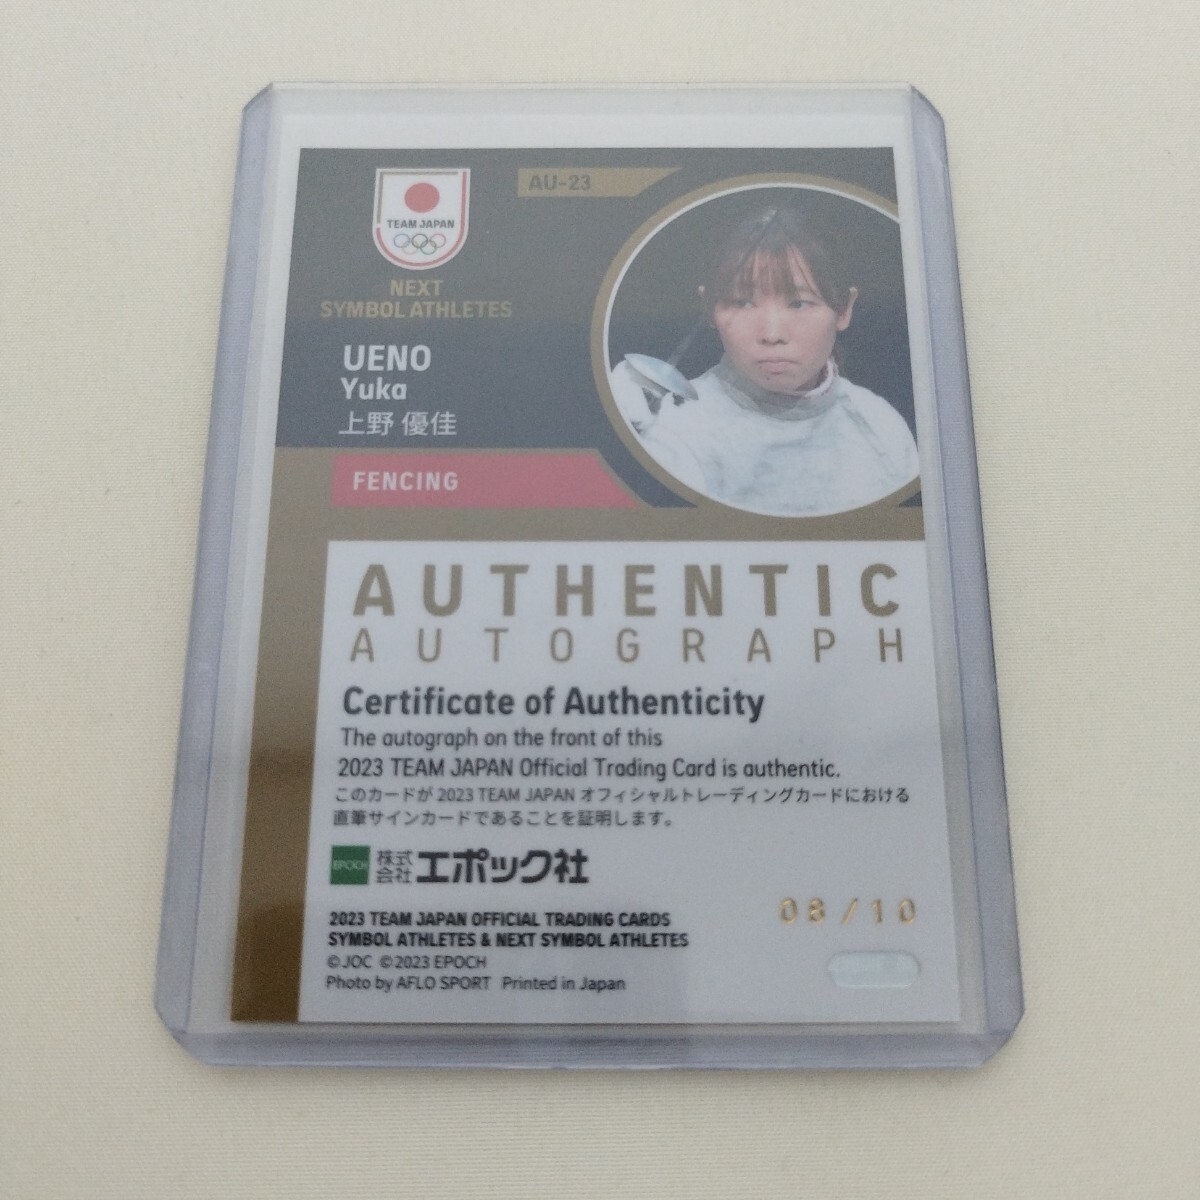 AU-23
TEAM JAPAN
NEXT
SYMBOL ATHLETES
UENO
Yuka
上野 優佳
FENCING
AUTHENTIC
AUTOGRAPH
Certificate of Authenticity
The autograph on the front of this
2023 TEAM JAPAN Official Trading Card is authentic.
このカードが 2023 TEAM JAPAN オフィシャルトレーディングカードにおける
直筆サインカードであることを証明します。
EPOCH 株式会社エポック社
08/10
2023 TEAM JAPAN OFFICIAL TRADING CARDS
SYMBOL ATHLETES & NEXT SYMBOL ATHLETES
©JOC ©2023 EPOCH
Photo by AFLO SPORT Printed in Japan